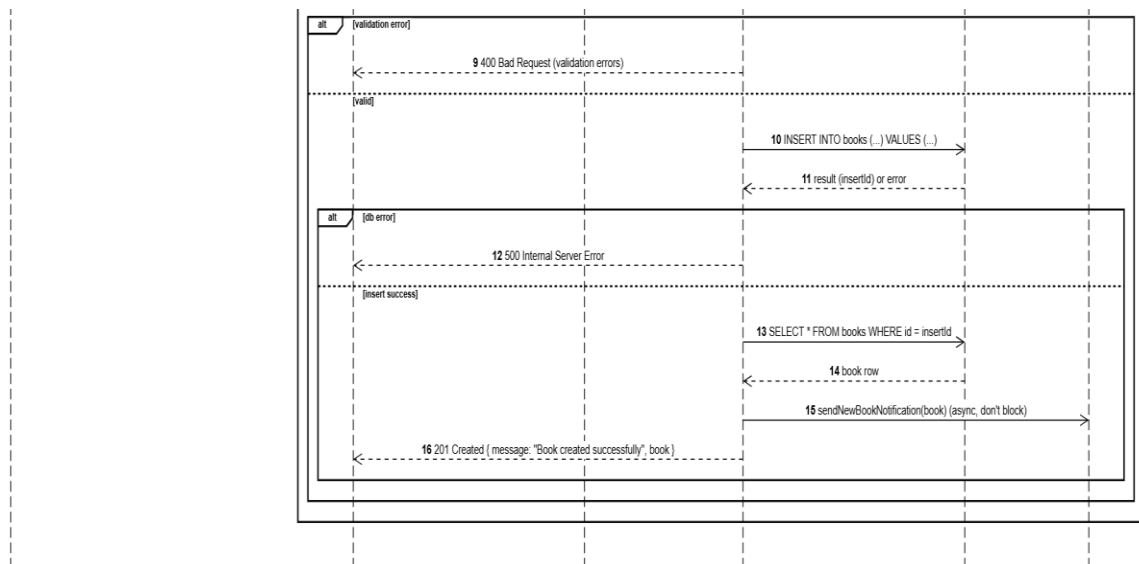 alt [validation error]
9 400 Bad Request (validation errors)
[valid]
10 INSERT INTO books (...) VALUES (...)
11 result (insertId) or error
alt [db error]
12 500 Internal Server Error
[insert success]
13 SELECT * FROM books WHERE id = insertId
14 book row
15 sendNewBookNotification(book) (async, don't block)
16 201 Created { message: "Book created successfully", book }